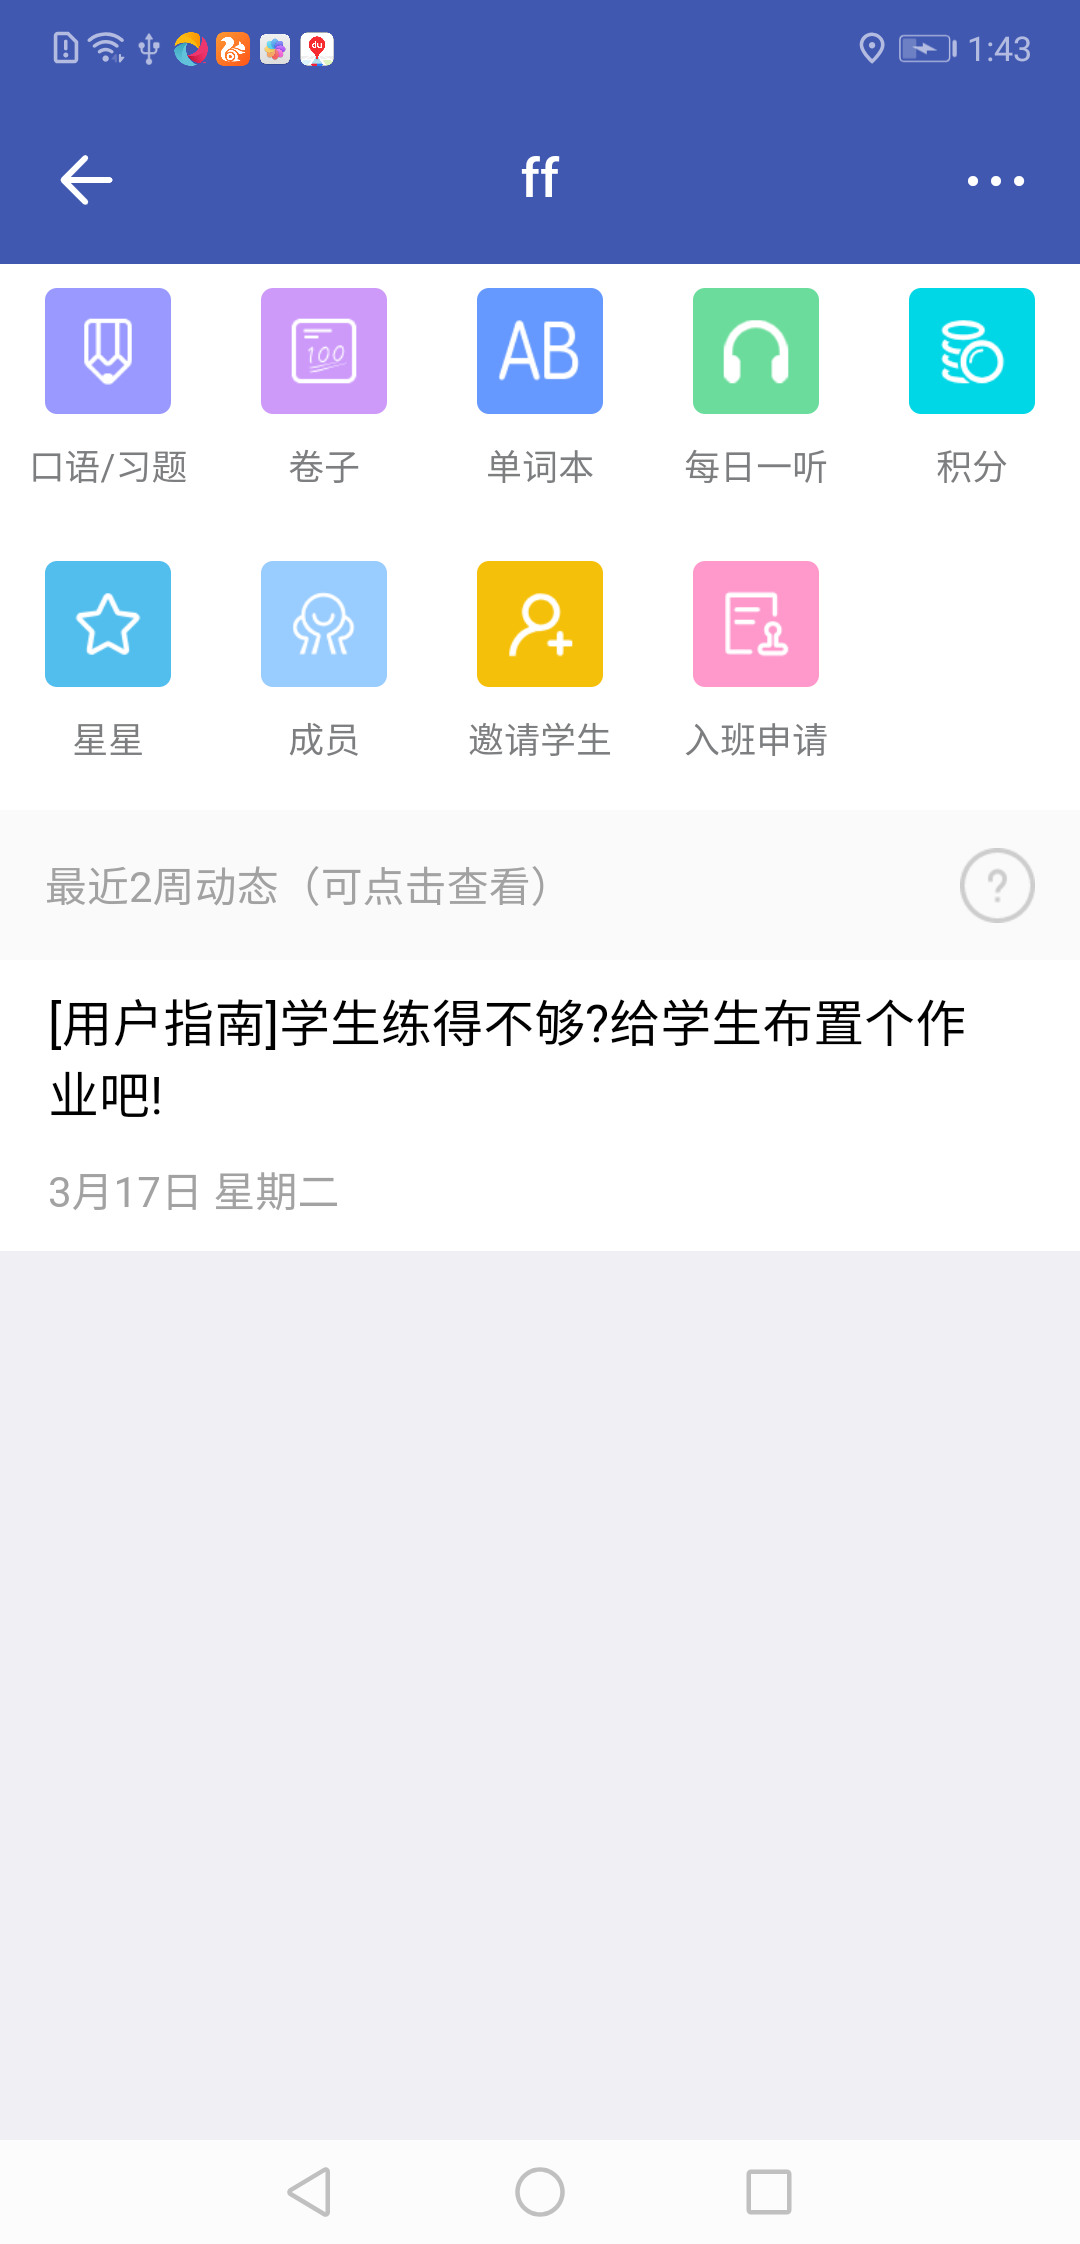 1:43
ff
100
AB
口语/习题
卷子
单词本
每日一听
积分
星星
成员
邀请学生
入班申请
最近2周动态（可点击查看）
?
[用户指南]学生练得不够?给学生布置个作
业吧!
3月17日 星期二